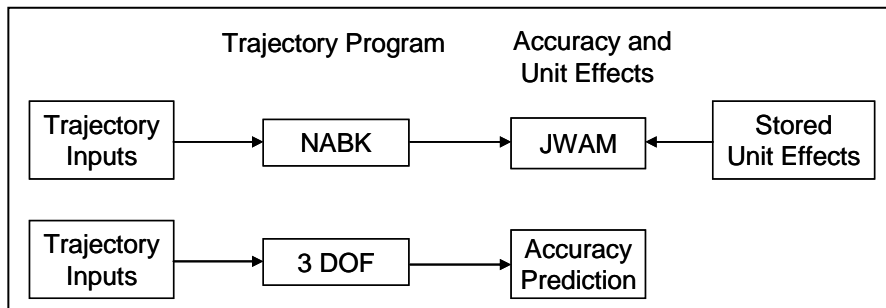 Trajectory Program
Accuracy and
Unit Effects
Trajectory
Inputs
NABK
JWAM
Stored
Unit Effects
Trajectory
Inputs
3 DOF
Accuracy
Prediction